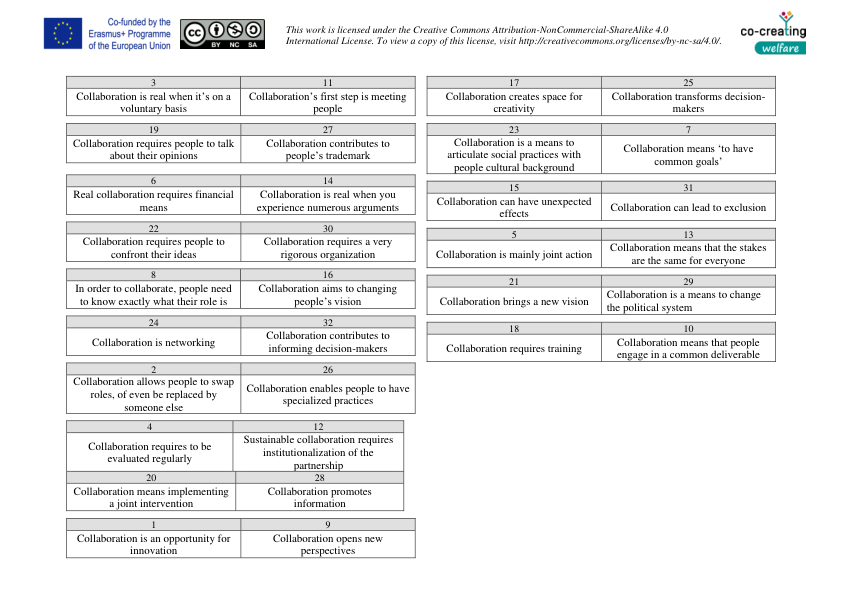 Co-funded by the
Erasmus+ Programme
of the European Union
cc
BY NC SA
This work is licensed under the Creative Commons Attribution-NonCommercial-ShareAlike 4.0
International License. To view a copy of this license, visit http://creativecommons.org/licenses/by-nc-sa/4.0/.
co-creating
welfare
3 11
Collaboration is real when it's on a
voluntary basis
Collaboration's first step is meeting
people
19 27
Collaboration requires people to talk
about their opinions
Collaboration contributes to
people's trademark
6 14
Real collaboration requires financial
means
Collaboration is real when you
experience numerous arguments
22 30
Collaboration requires people to
confront their ideas
Collaboration requires a very
rigorous organization
8 16
In order to collaborate, people need
to know exactly what their role is
Collaboration aims to changing
people's vision
24 32
Collaboration is networking
Collaboration contributes to
informing decision-makers
2 26
Collaboration allows people to swap
roles, of even be replaced by
someone else
Collaboration enables people to have
specialized practices
4 12
Collaboration requires to be
evaluated regularly
Sustainable collaboration requires
institutionalization of the
partnership
20 28
Collaboration means implementing
a joint intervention
Collaboration promotes
information
1 9
Collaboration is an opportunity for
innovation
Collaboration opens new
perspectives
17 25
Collaboration creates space for
creativity
Collaboration transforms decision-
makers
23 7
Collaboration is a means to
articulate social practices with
people cultural background
Collaboration means ‘to have
common goals’
15 31
Collaboration can have unexpected
effects
Collaboration can lead to exclusion
5 13
Collaboration is mainly joint action
Collaboration means that the stakes
are the same for everyone
21 29
Collaboration brings a new vision
Collaboration is a means to change
the political system
18 10
Collaboration requires training
Collaboration means that people
engage in a common deliverable